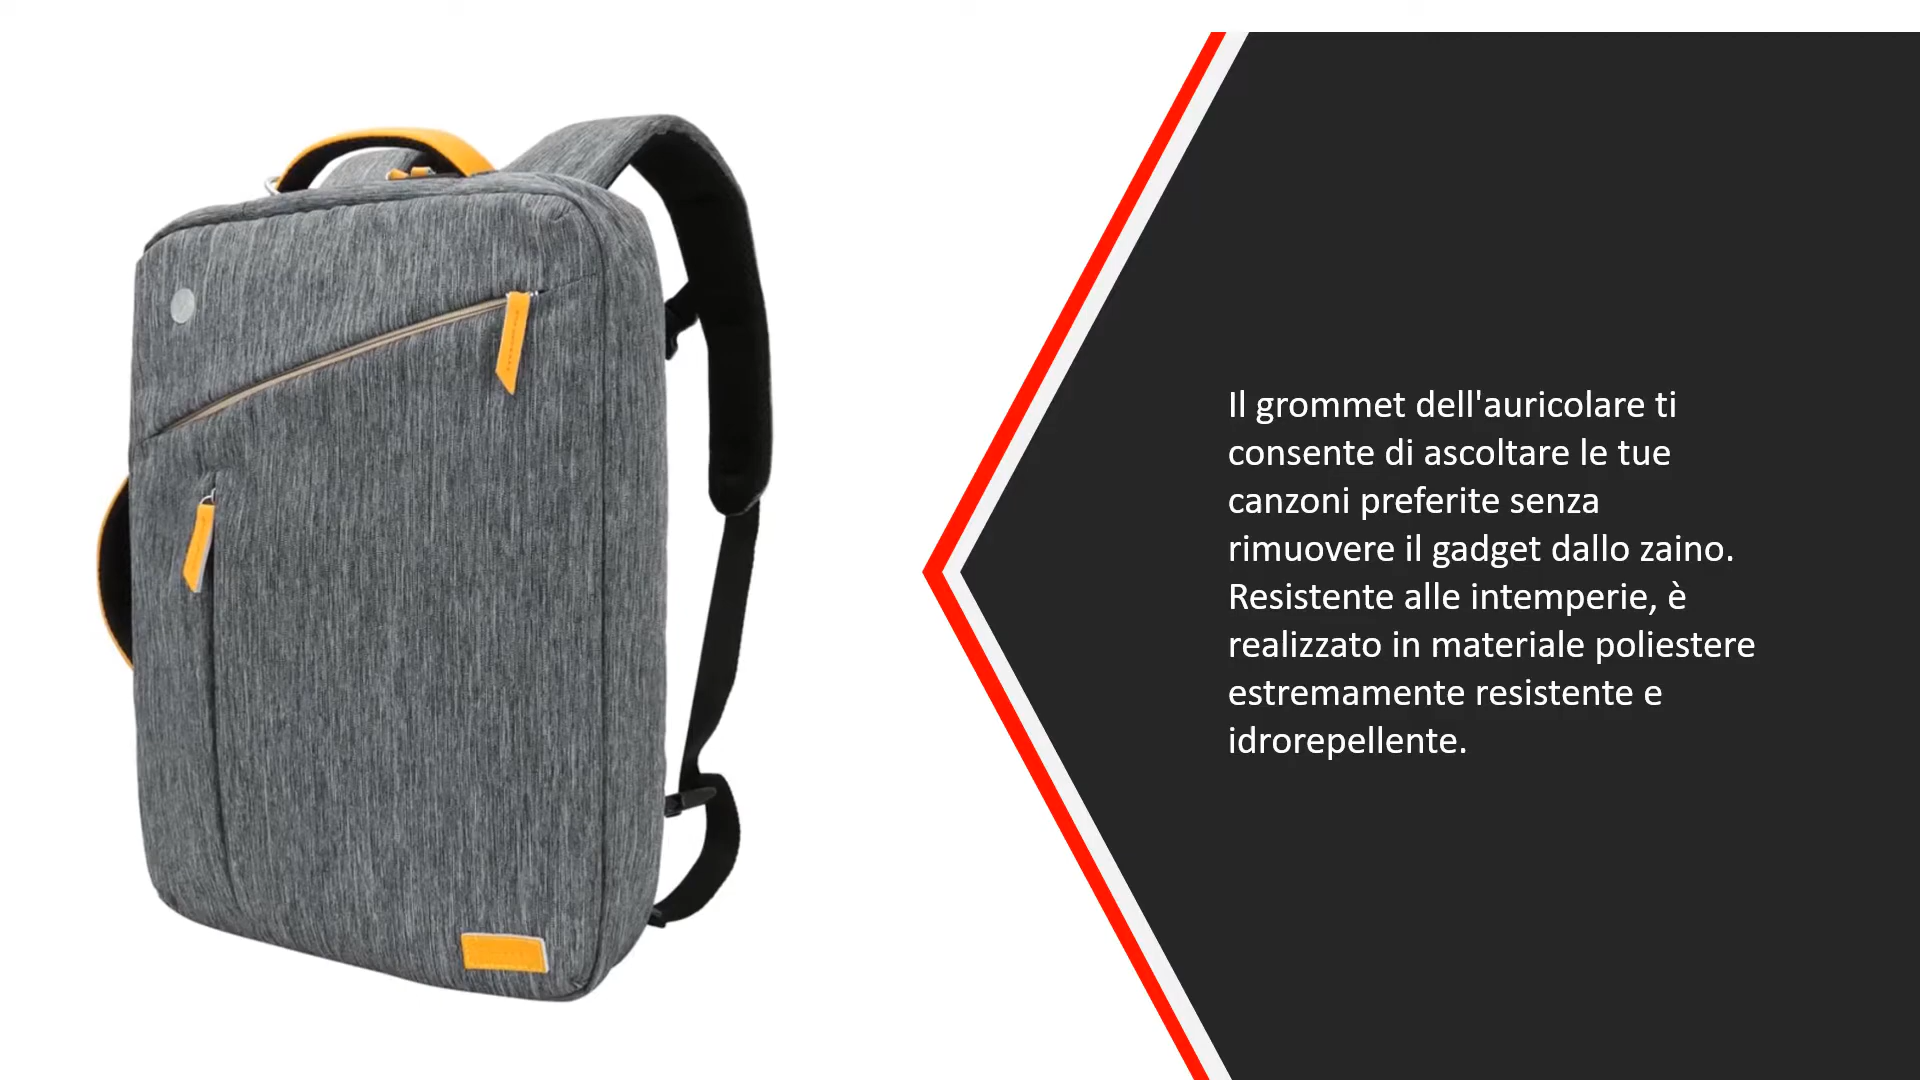 Il grommet dell'auricolare ti
consente di ascoltare le tue
canzoni preferite senza
rimuovere il gadget dallo zaino.
Resistente alle intemperie, è
realizzato in materiale poliestere
estremamente resistente e
idrorepellente.